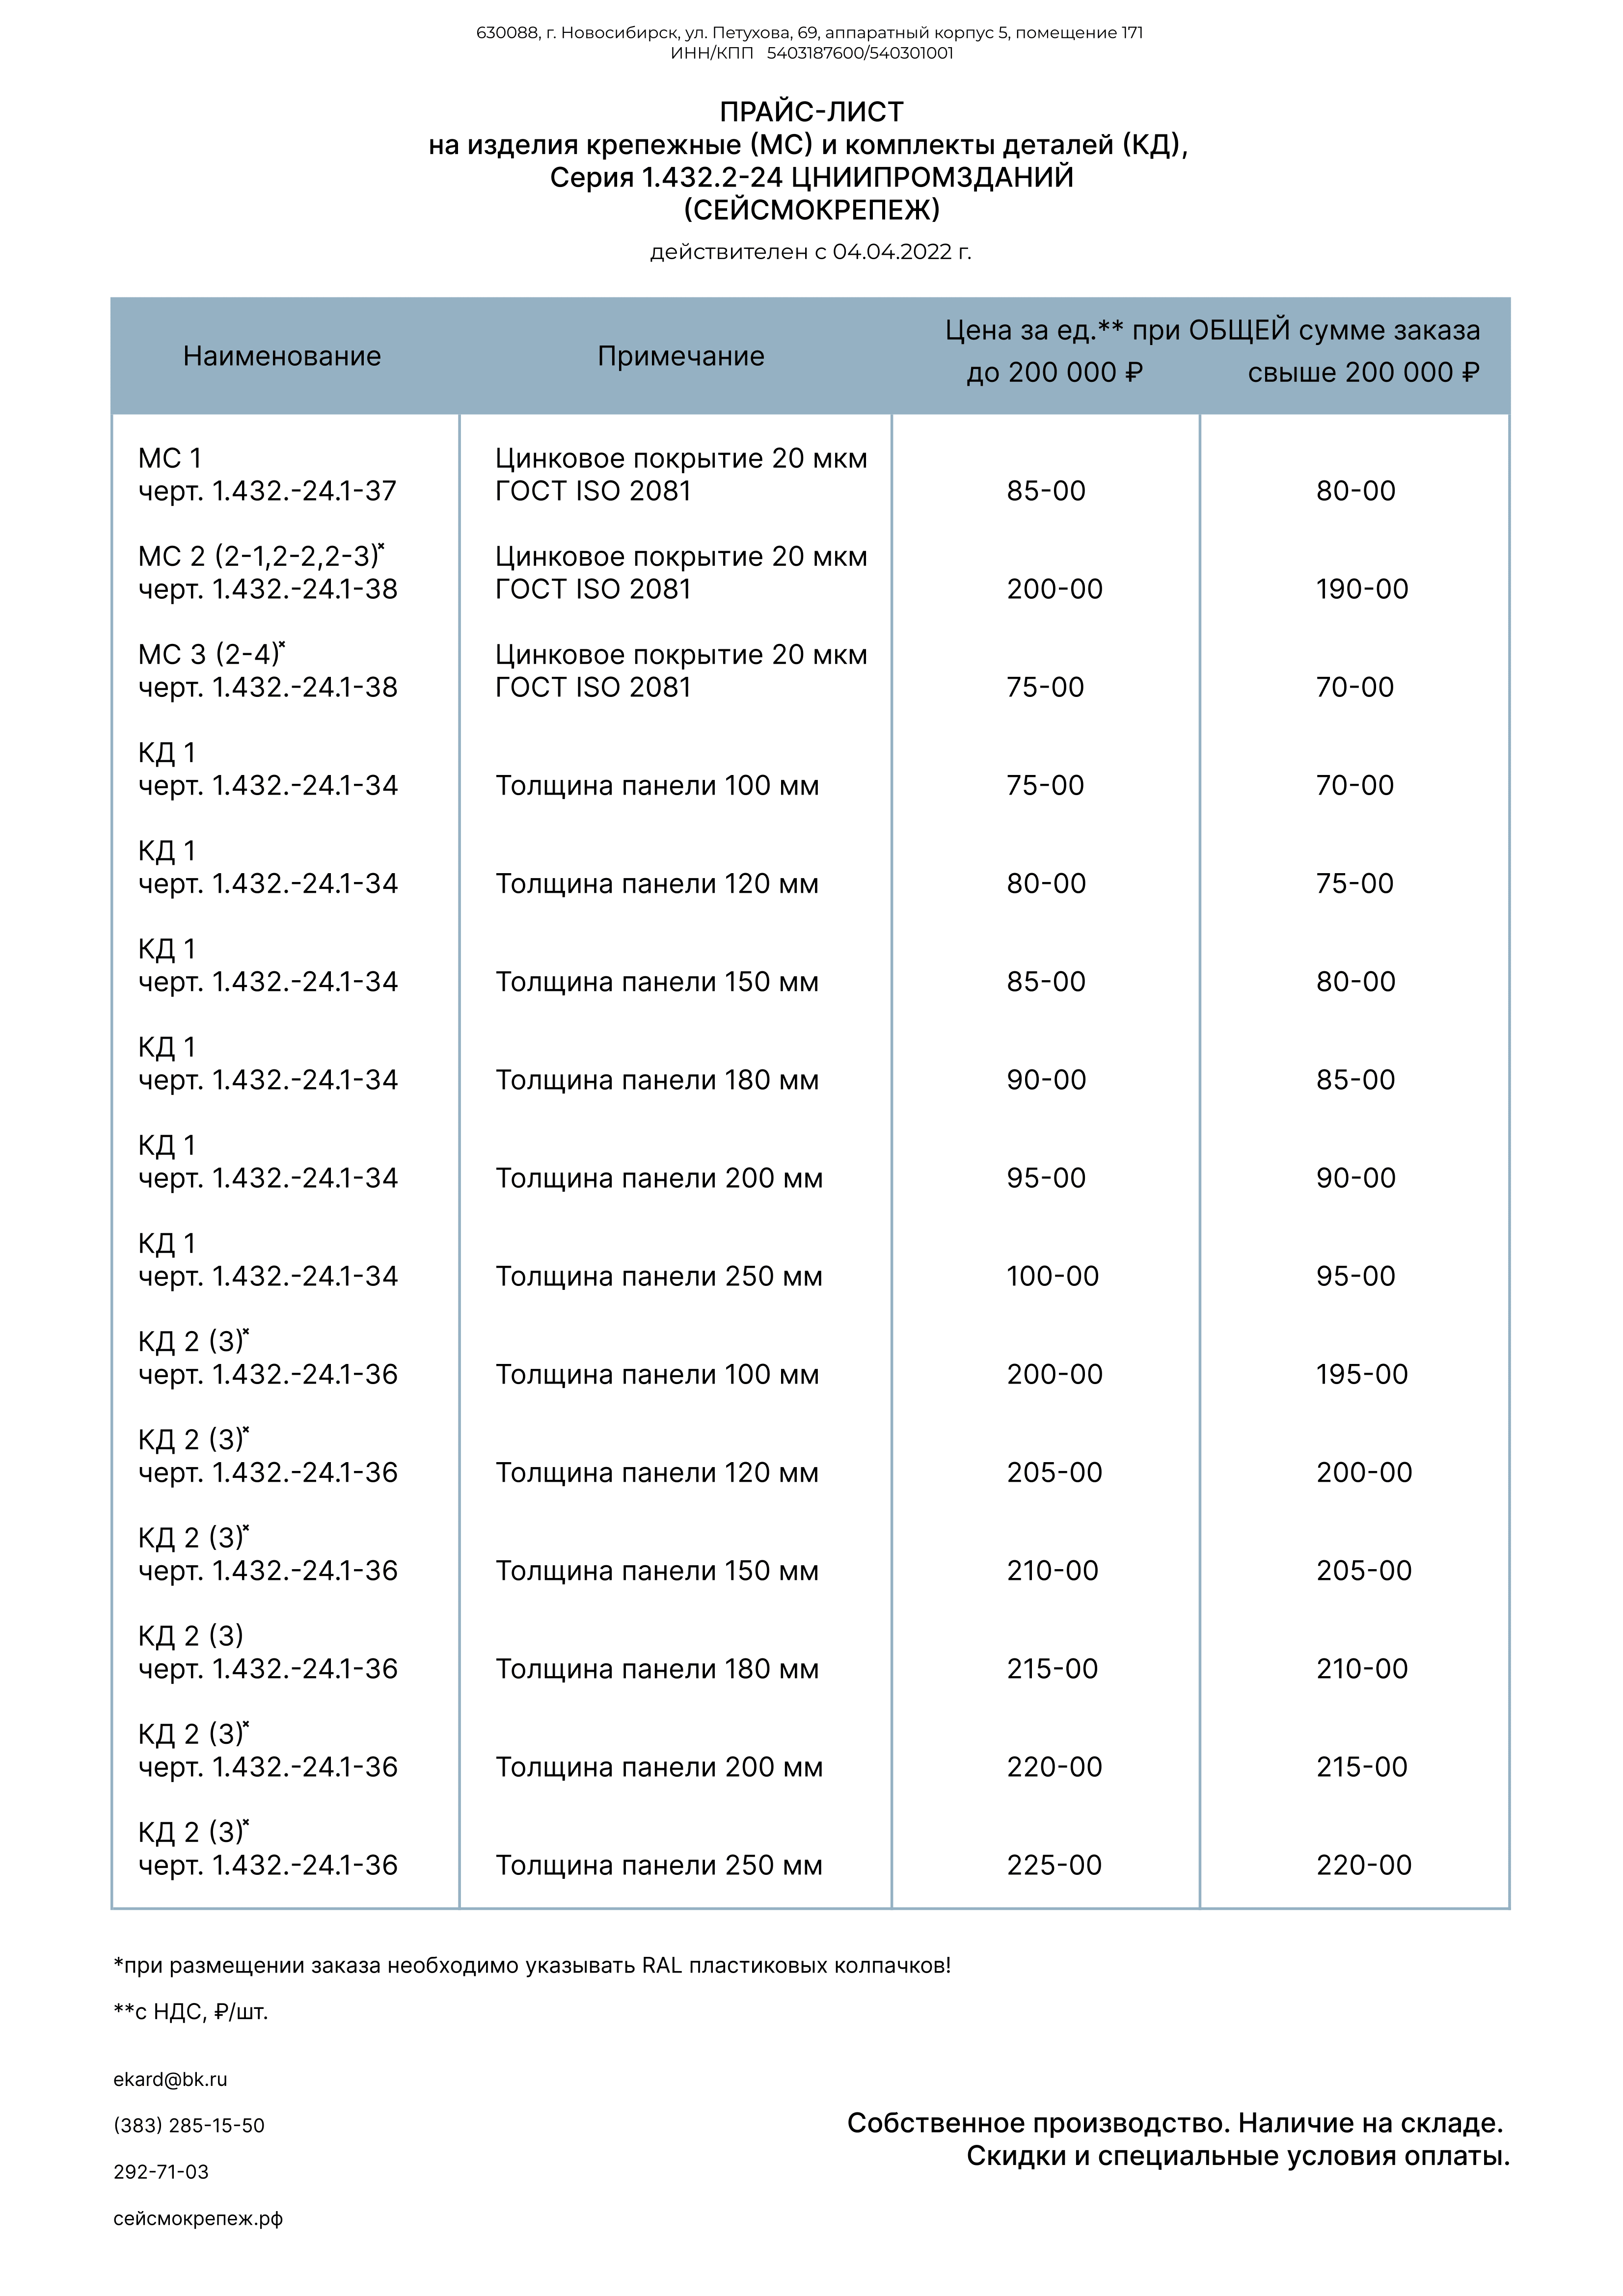 630088, г. Новосибирск, ул. Петухова, 69, аппаратный корпус 5, помещение 171
ИНН/КПП 5403187600/540301001
ПРАЙС-ЛИСТ
на изделия крепежные (МС) и комплекты деталей (КД),
Серия 1.432.2-24 ЦНИИПРОМЗДАНИЙ
(СЕЙСМОКРЕПЕЖ)
действителен с 04.04.2022 г.
Наименование
Примечание
Цена за ед.** при ОБЩЕЙ сумме заказа
до 200 000 ₽ свыше 200 000 ₽
МС 1 Цинковое покрытие 20 мкм
черт. 1.432.-24.1-37 ГОСТ ISO 2081 85-00 80-00
МС 2 (2-1,2-2,2-3)* Цинковое покрытие 20 мкм
черт. 1.432.-24.1-38 ГОСТ ISO 2081 200-00 190-00
МС 3 (2-4)* Цинковое покрытие 20 мкм
черт. 1.432.-24.1-38 ГОСТ ISO 2081 75-00 70-00
КД 1
черт. 1.432.-24.1-34 Толщина панели 100 мм 75-00 70-00
КД 1
черт. 1.432.-24.1-34 Толщина панели 120 мм 80-00 75-00
КД 1
черт. 1.432.-24.1-34 Толщина панели 150 мм 85-00 80-00
КД 1
черт. 1.432.-24.1-34 Толщина панели 180 мм 90-00 85-00
КД 1
черт. 1.432.-24.1-34 Толщина панели 200 мм 95-00 90-00
КД 1
черт. 1.432.-24.1-34 Толщина панели 250 мм 100-00 95-00
КД 2 (3)*
черт. 1.432.-24.1-36 Толщина панели 100 мм 200-00 195-00
КД 2 (3)*
черт. 1.432.-24.1-36 Толщина панели 120 мм 205-00 200-00
КД 2 (3)*
черт. 1.432.-24.1-36 Толщина панели 150 мм 210-00 205-00
КД 2 (3)
черт. 1.432.-24.1-36 Толщина панели 180 мм 215-00 210-00
КД 2 (3)*
черт. 1.432.-24.1-36 Толщина панели 200 мм 220-00 215-00
КД 2 (3)*
черт. 1.432.-24.1-36 Толщина панели 250 мм 225-00 220-00
*при размещении заказа необходимо указывать RAL пластиковых колпачков!
**с НДС, ₽/шт.
ekard@bk.ru
(383) 285-15-50
292-71-03
сейсмокрепеж.рф
Собственное производство. Наличие на складе.
Скидки и специальные условия оплаты.